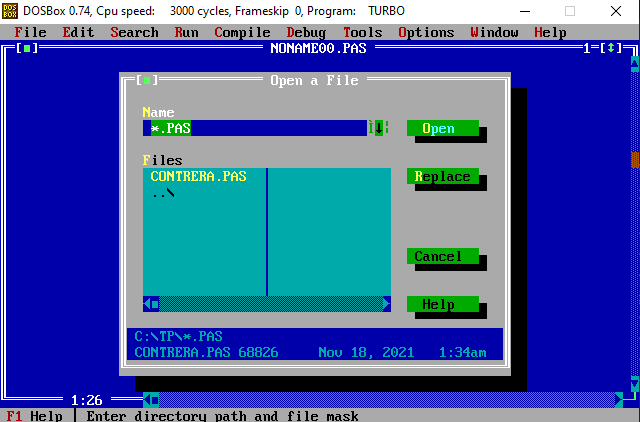 DOSBox 0.74, Cpu speed: 3000 cycles, Frameskip 0, Program: TURBO
File Edit Search Run Compile Debug Tools Options Window Help
NONAME00.PAS 1
Open a File
Name
*.PAS
Open
Files
CONTRERA.PAS
Replace
..\
Cancel
Help
C:\TP\*.PAS
CONTRERA.PAS 68826 Nov 18, 2021 1:34am
1:26
F1 Help | Enter directory path and file mask